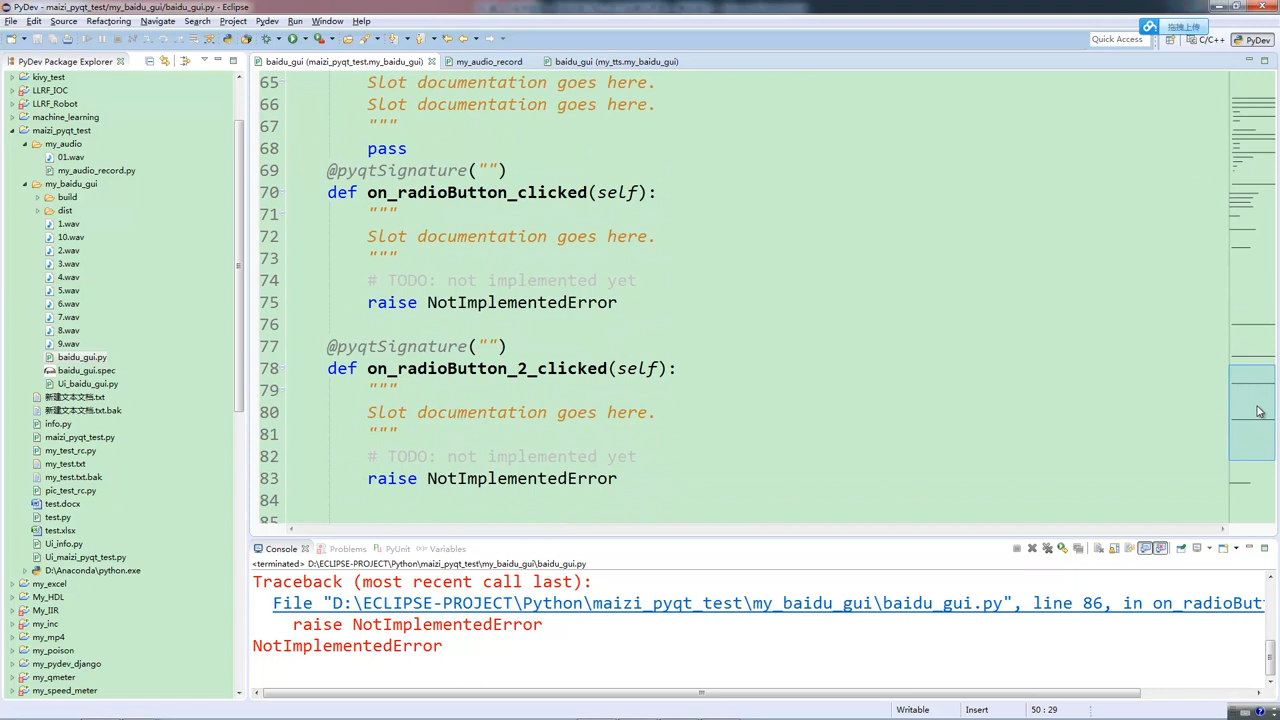 PyDev - maizi_pyqt_test/my_baidu_gui/baidu_gui.py - Eclipse
File Edit Source Refactoring Navigate Search Project Pydev Run Window Help
拖拽上传
Quick Access
C/C++
PyDev
PyDev Package Explorer
kivy_test
LLRF_IOC
LLRF_Robot
machine_learning
maizi_pyqt_test
my_audio
01.wav
my_audio_record.py
my_baidu_gui
build
dist
1.wav
10.wav
2.wav
3.wav
4.wav
5.wav
6.wav
7.wav
8.wav
9.wav
baidu_gui.py
baidu_gui.spec
Ui_baidu_gui.py
新建文本文档.txt
新建文本文档.txt.bak
info.py
maizi_pyqt_test.py
my_test_rc.py
my_test.txt
my_test.txt.bak
pic_test_rc.py
test.docx
test.py
test.xlsx
Ui_info.py
Ui_maizi_pyqt_test.py
D:\Anaconda\python.exe
my_excel
My_HDL
My_IIR
my_inc
my_mp4
my_poison
my_pydev_django
my_qmeter
my_speed_meter
baidu_gui (maizi_pyqt_test.my_baidu_gui)
my_audio_record
baidu_gui (my_tts.my_baidu_gui)
65 Slot documentation goes here.
66 Slot documentation goes here.
67 """
68 pass
69 @pyqtSignature("")
70 def on_radioButton_clicked(self):
71 """
72 Slot documentation goes here.
73 """
74 # TODO: not implemented yet
75 raise NotImplementedError
76
77 @pyqtSignature("")
78 def on_radioButton_2_clicked(self):
79 """
80 Slot documentation goes here.
81 """
82 # TODO: not implemented yet
83 raise NotImplementedError
84
85
Console Problems PyUnit Variables
<terminated> D:\ECLIPSE-PROJECT\Python\maizi_pyqt_test\my_baidu_gui\baidu_gui.py
Traceback (most recent call last):
File "D:\ECLIPSE-PROJECT\Python\maizi_pyqt_test\my_baidu_gui\baidu_gui.py", line 86, in on_radioBut
raise NotImplementedError
NotImplementedError
Writable Insert 50 : 29